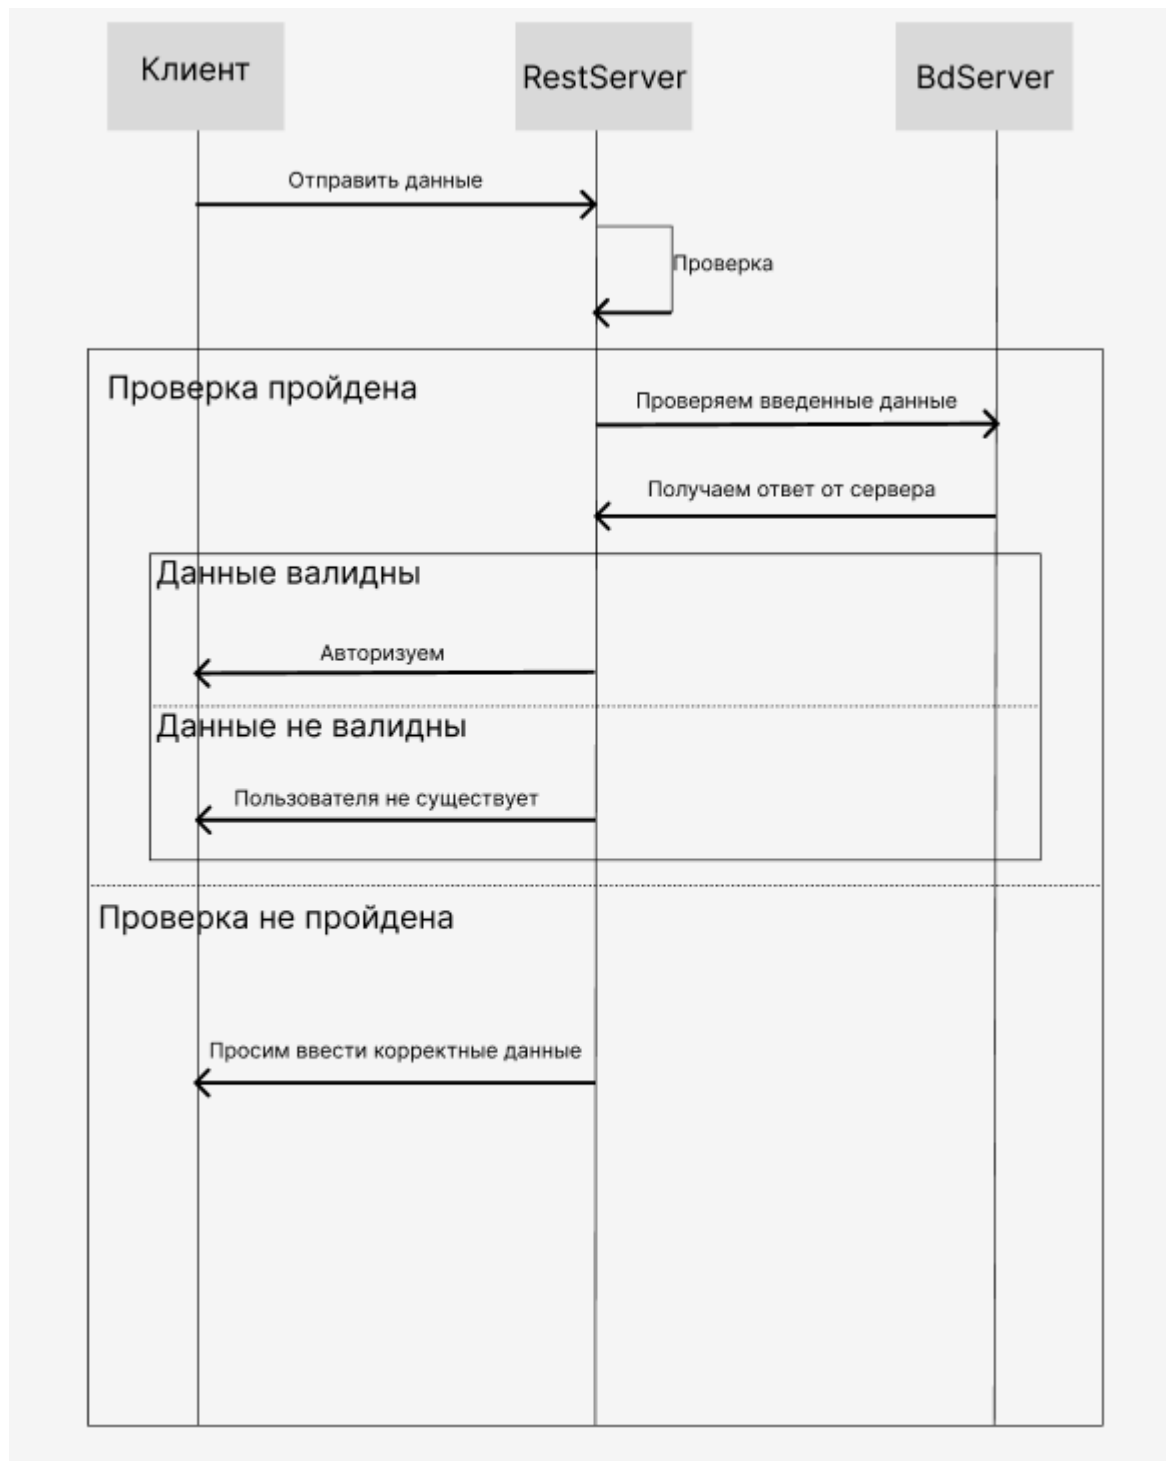 Клиент
RestServer
BdServer
Отправить данные
Проверка
Проверка пройдена
Проверяем введенные данные
Получаем ответ от сервера
Данные валидны
Авторизуем
Данные не валидны
Пользователя не существует
Проверка не пройдена
Просим ввести корректные данные